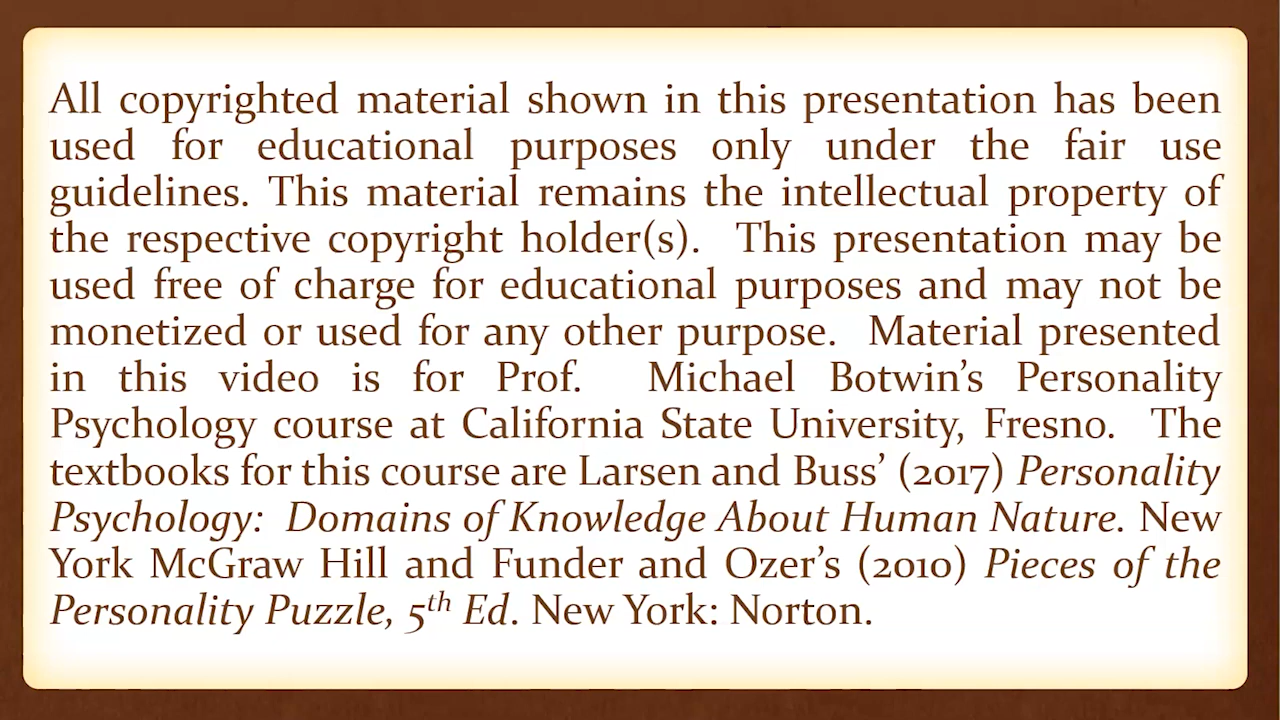 All copyrighted material shown in this presentation has been
used for educational purposes only under the fair use
guidelines. This material remains the intellectual property of
the respective copyright holder(s).  This presentation may be
used free of charge for educational purposes and may not be
monetized or used for any other purpose.  Material presented
in this video is for Prof.  Michael Botwin’s Personality
Psychology course at California State University, Fresno.  The
textbooks for this course are Larsen and Buss’ (2017) Personality
Psychology:  Domains of Knowledge About Human Nature. New
York McGraw Hill and Funder and Ozer’s (2010) Pieces of the
Personality Puzzle, 5th Ed. New York: Norton.